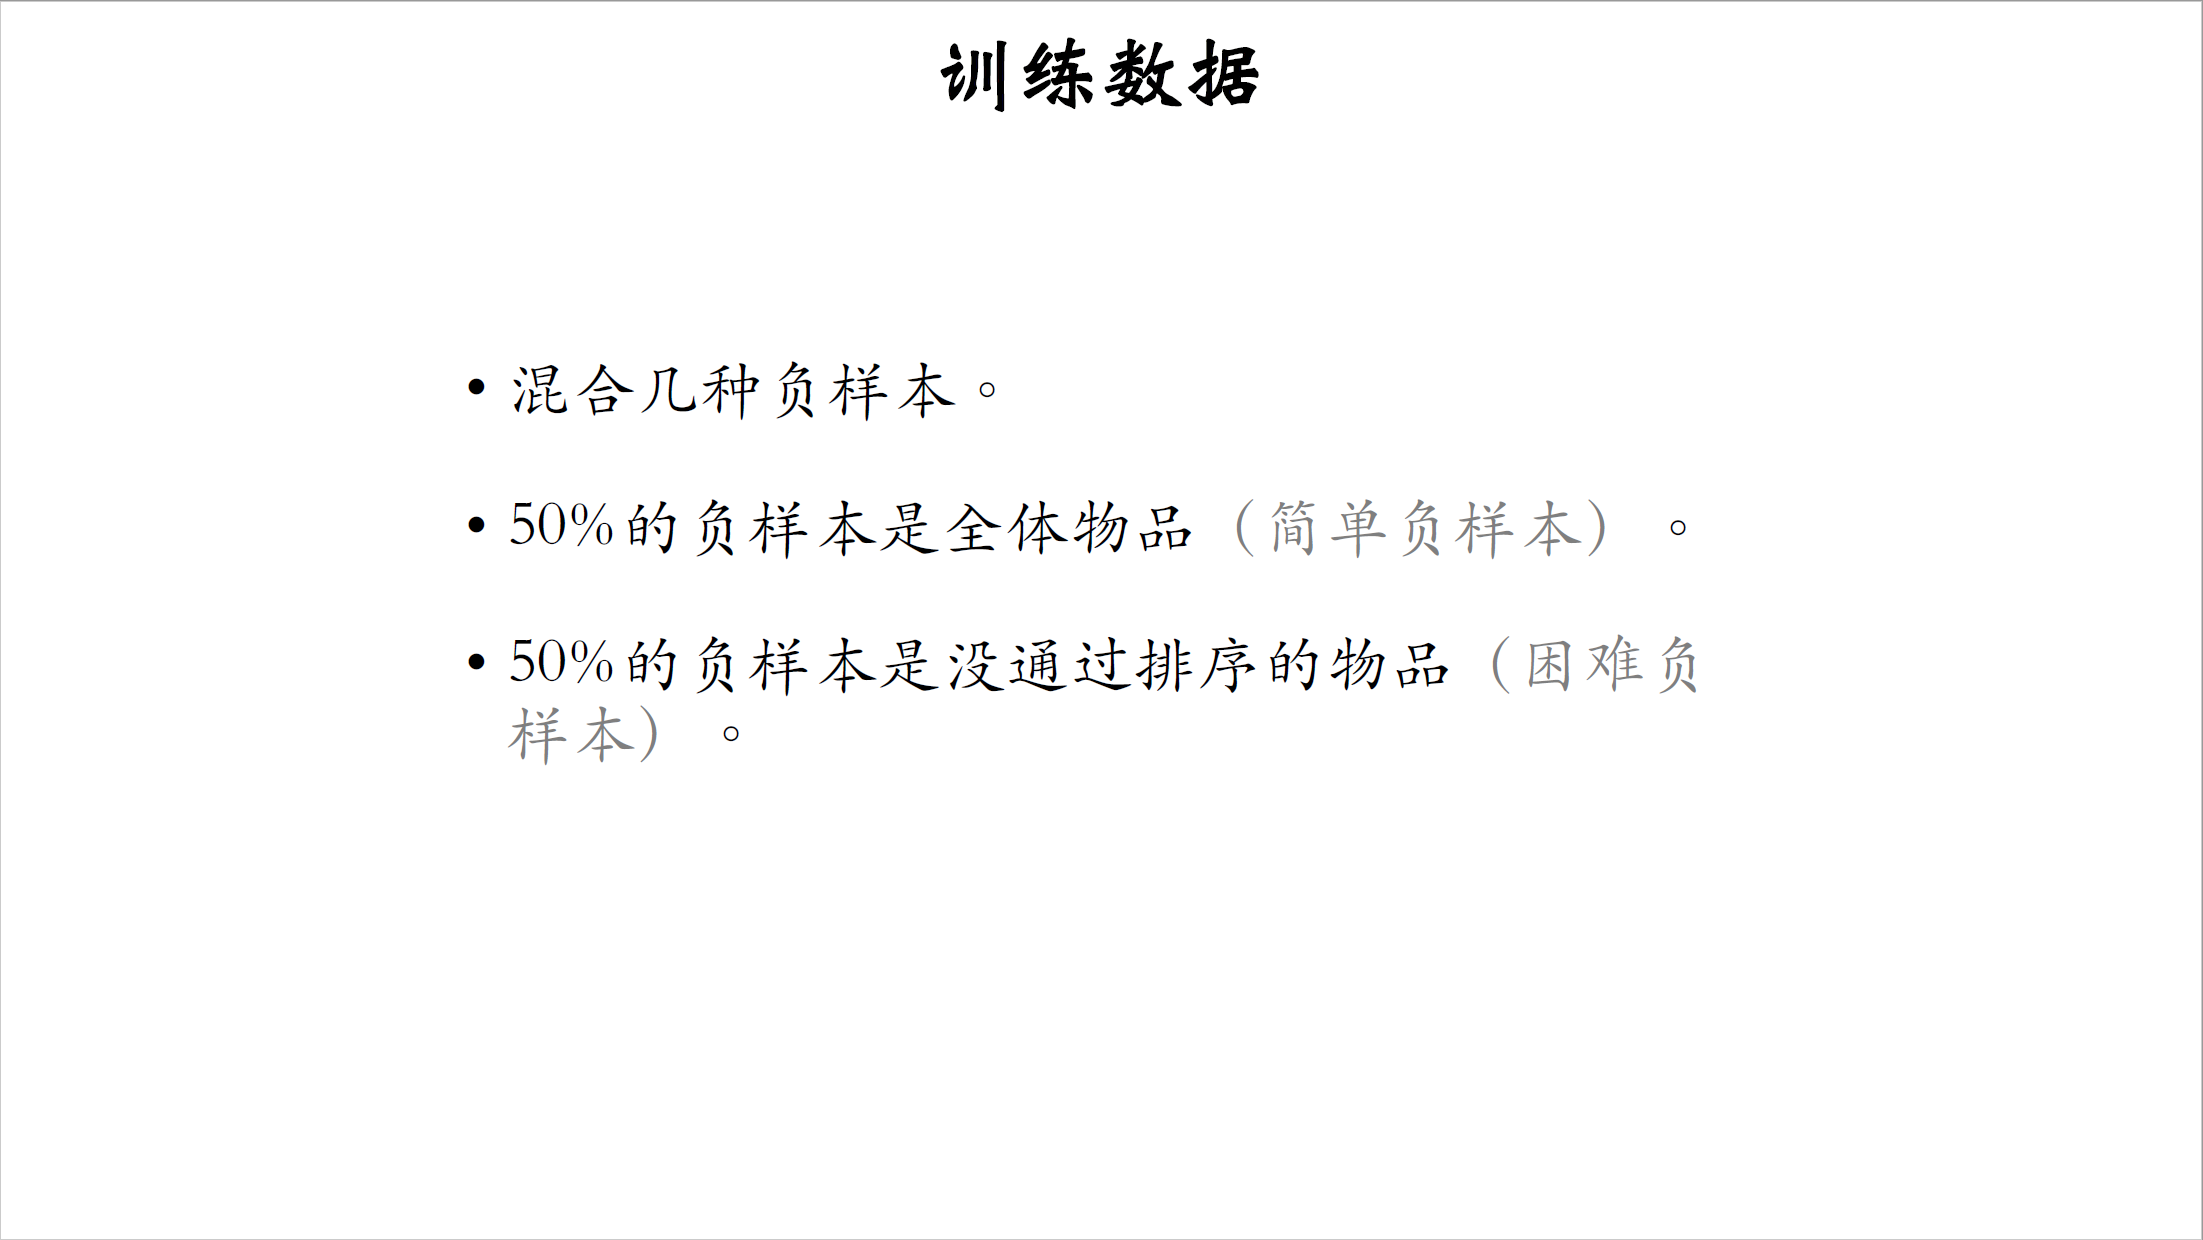 训练数据
• 混合几种负样本。
• 50%的负样本是全体物品（简单负样本）。
• 50%的负样本是没通过排序的物品（困难负
样本）。